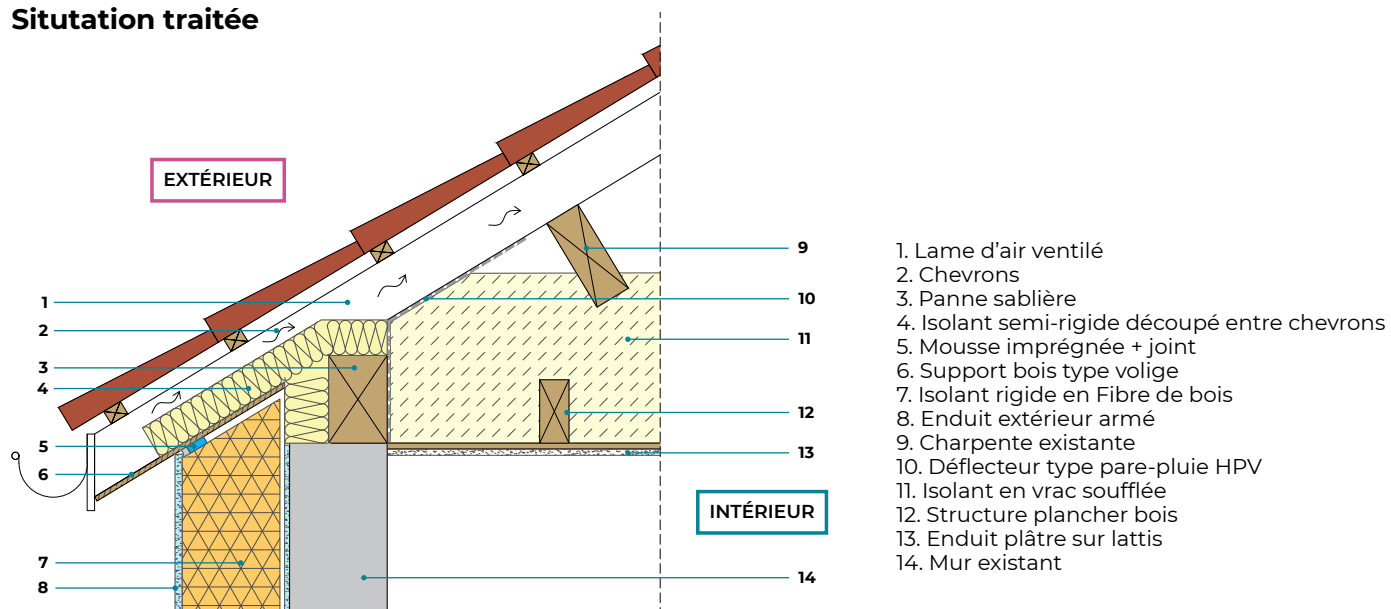 Situtation traitée
EXTÉRIEUR
1
2
3
4
5
6
7
8
9
10
11
12
13
INTÉRIEUR
14
1. Lame d’air ventilé
2. Chevrons
3. Panne sablière
4. Isolant semi-rigide découpé entre chevrons
5. Mousse imprégnée + joint
6. Support bois type volige
7. Isolant rigide en Fibre de bois
8. Enduit extérieur armé
9. Charpente existante
10. Déflecteur type pare-pluie HPV
11. Isolant en vrac soufflée
12. Structure plancher bois
13. Enduit plâtre sur lattis
14. Mur existant